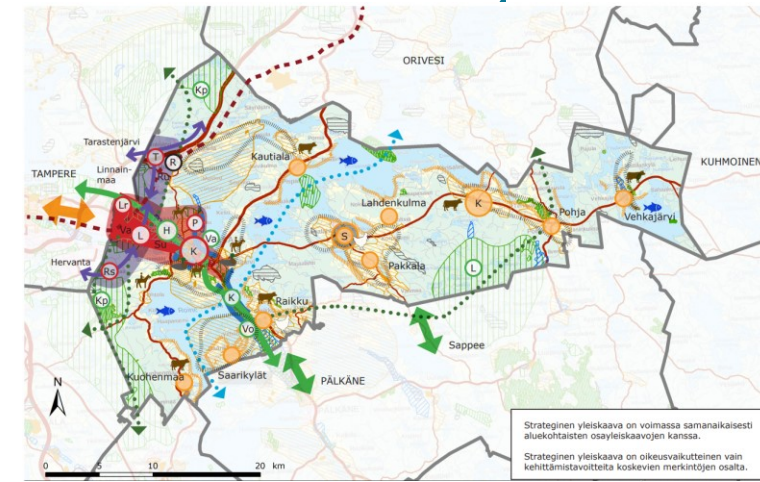 ORIVESI
Kp
Tarastenjärvi
T
R
Linnain-
maa
TAMPERE
Kautiala
KUHMOINEN
Lr
Va
L
H
P
Va
Su
K
Lahdenkulma
K
Pohja
Vehkajärvi
S
Hervanta
Rs
Pakkala
L
Kp
K
Raikku
Vo
Sappee
Kuohenmaa
Saarikylät
PÄLKÄNE
N
0 5 10 20 km
Strateginen yleiskaava on voimassa samanaikaisesti
aluekohtaisten osayleiskaavojen kanssa.
Strateginen yleiskaava on oikeusvaikutteinen vain
kehittämistavoitteita koskevien merkintöjen osalta.